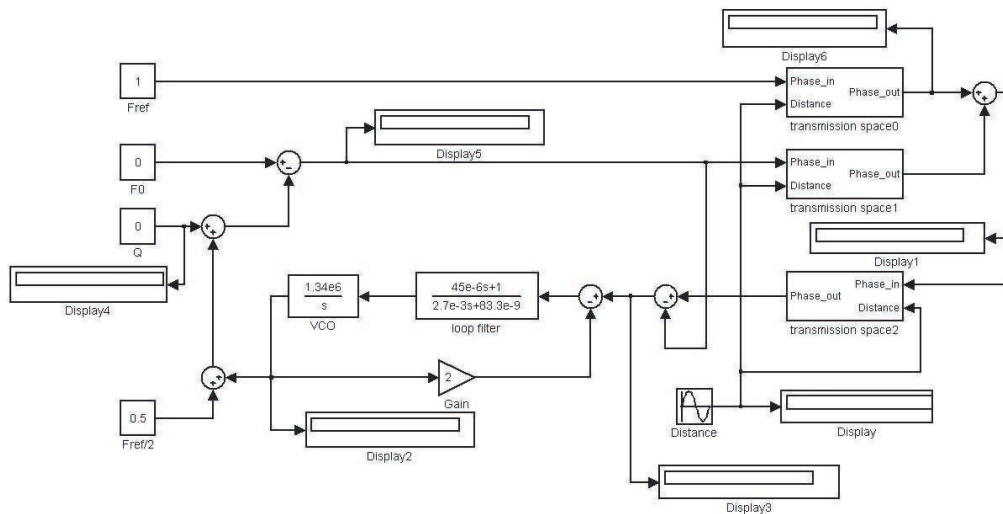 Display6
1
Fref
Phase_in
Distance
Phase_out
transmission space0
+
+
Display5
0
F0
+
-
Phase_in
Distance
Phase_out
transmission space1
0
Q
+
+
Display4
Display1
1.34e6
s
VCO
45e-6s+1
2.7e-3s+83.3e-9
loop filter
-
+
-
+
Phase_out
Phase_in
Distance
transmission space2
+
+
2
Gain
0.5
Fref/2
Display2
Distance
Display
Display3